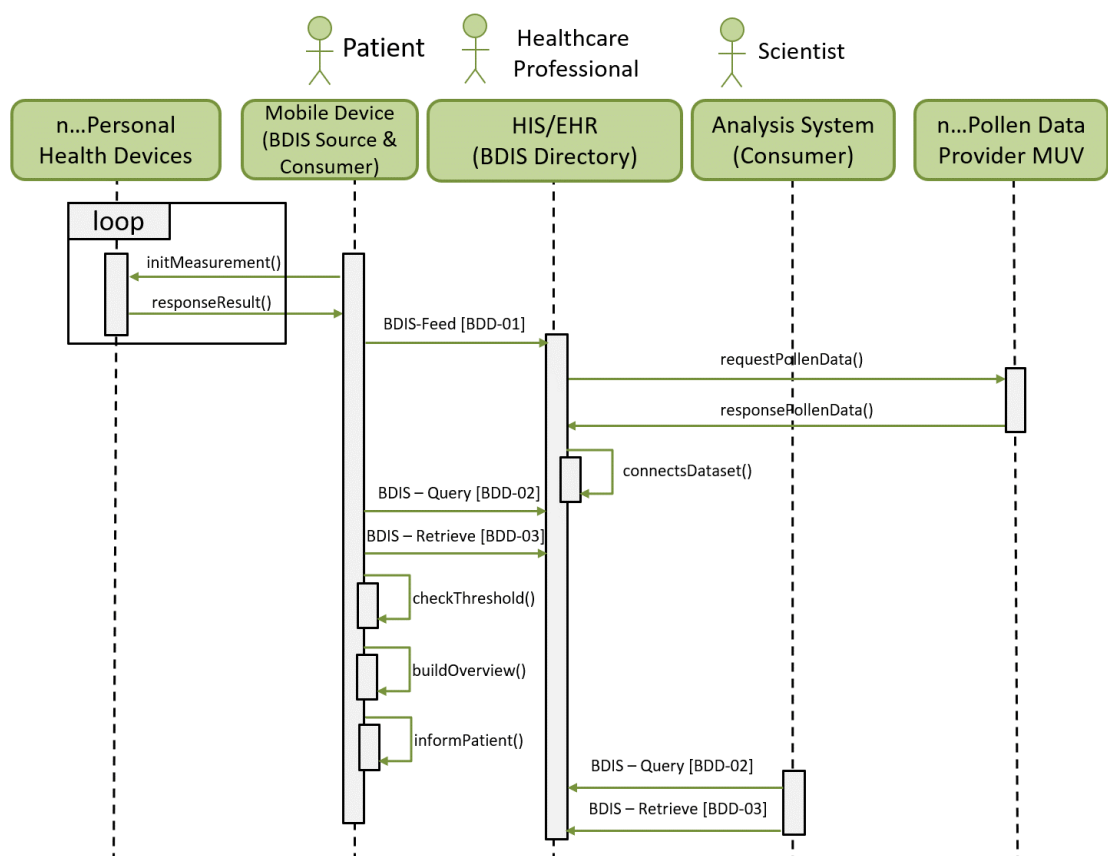 Patient
Healthcare
Professional
Scientist
n...Personal
Health Devices
Mobile Device
(BDIS Source &
Consumer)
HIS/EHR
(BDIS Directory)
Analysis System
(Consumer)
n...Pollen Data
Provider MUV
loop
initMeasurement()
responseResult()
BDIS-Feed [BDD-01]
requestPollenData()
responsePollenData()
connectsDataset()
BDIS – Query [BDD-02]
BDIS – Retrieve [BDD-03]
checkThreshold()
buildOverview()
informPatient()
BDIS – Query [BDD-02]
BDIS – Retrieve [BDD-03]